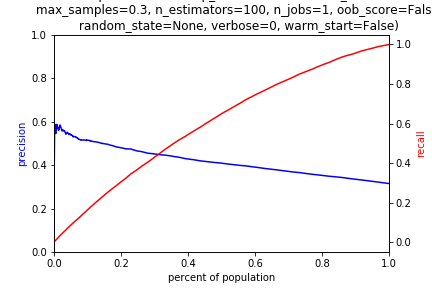 max_samples=0.3, n_estimators=100, n_jobs=1, oob_score=Fals
random_state=None, verbose=0, warm_start=False)
1.0
0.8
0.6
0.4
0.2
0.0
precision
1.0
0.8
0.6
0.4
0.2
0.0
recall
0.0 0.2 0.4 0.6 0.8 1.0
percent of population